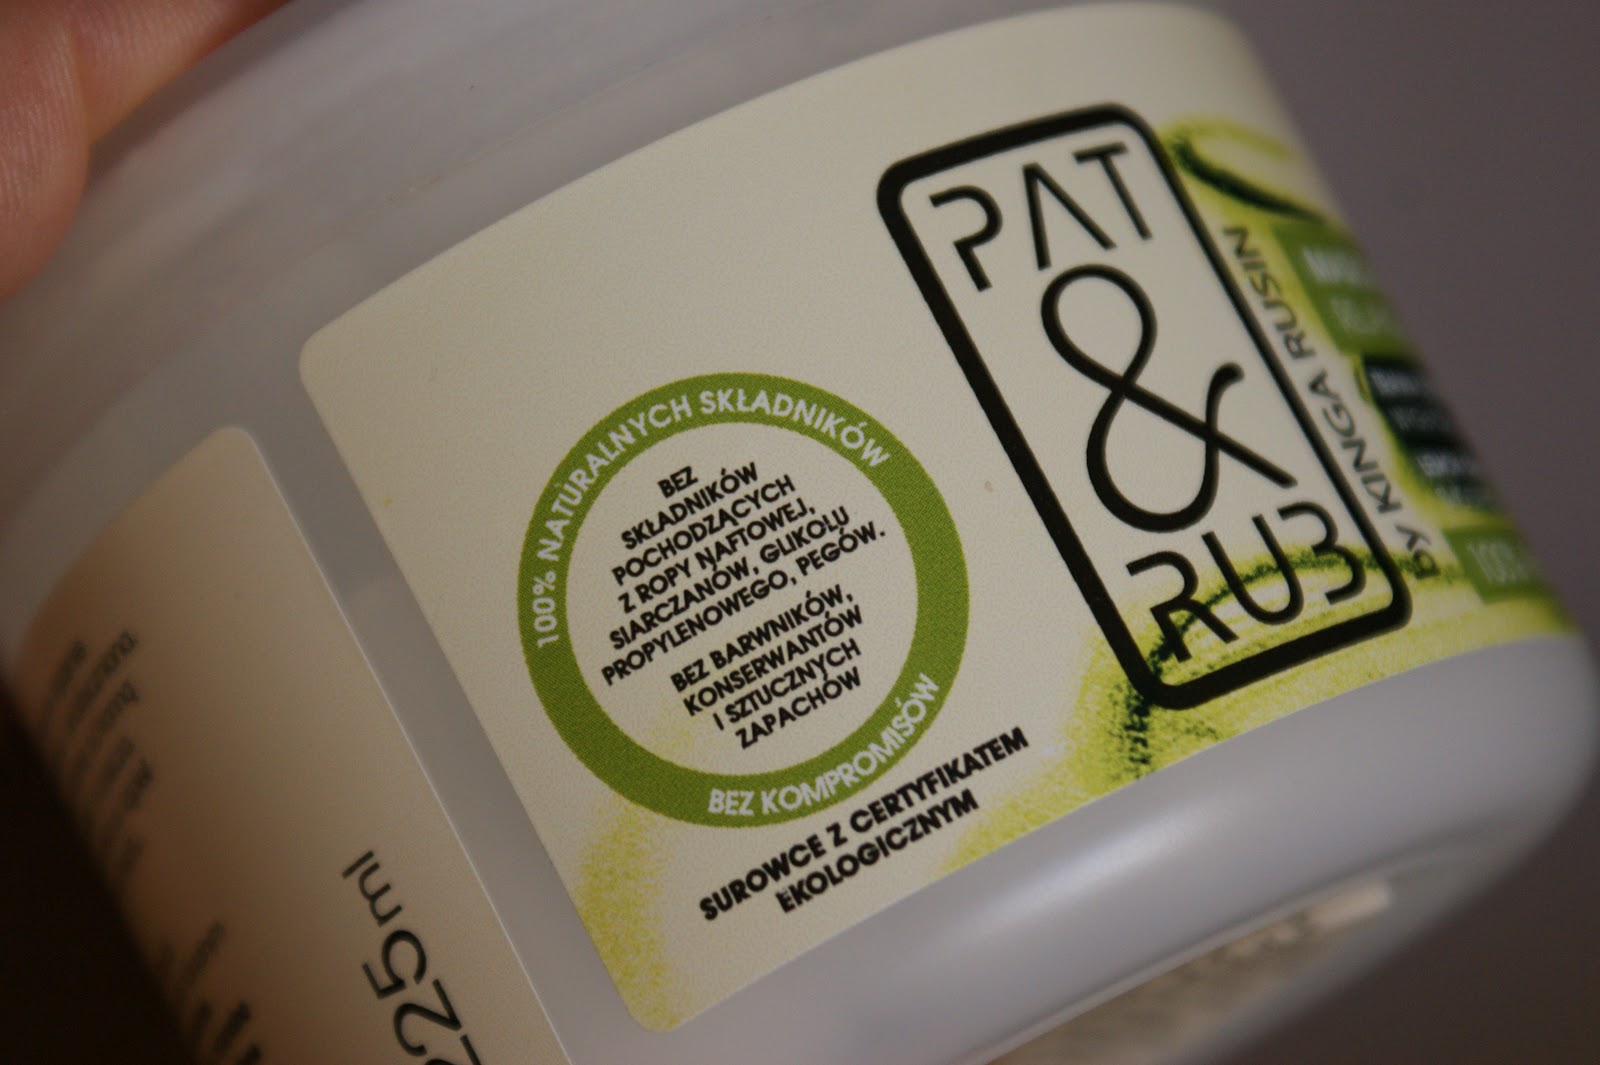 100% NATURALNYCH SKŁADNIKÓW
BEZ
SKŁADNIKÓW
POCHODZĄCYCH
Z ROPY NAFTOWEJ,
SIARCZANÓW, GLIKOLU
PROPYLENOWEGO, PEGÓW.
BEZ BARWNIKÓW,
KONSERWANTÓW
I SZTUCZNYCH
ZAPACHÓW
BEZ KOMPROMISÓW
SUROWCE Z CERTYFIKATEM
EKOLOGICZNYM
PAT
&
RUB
BY KINGA RUSIN
225ml